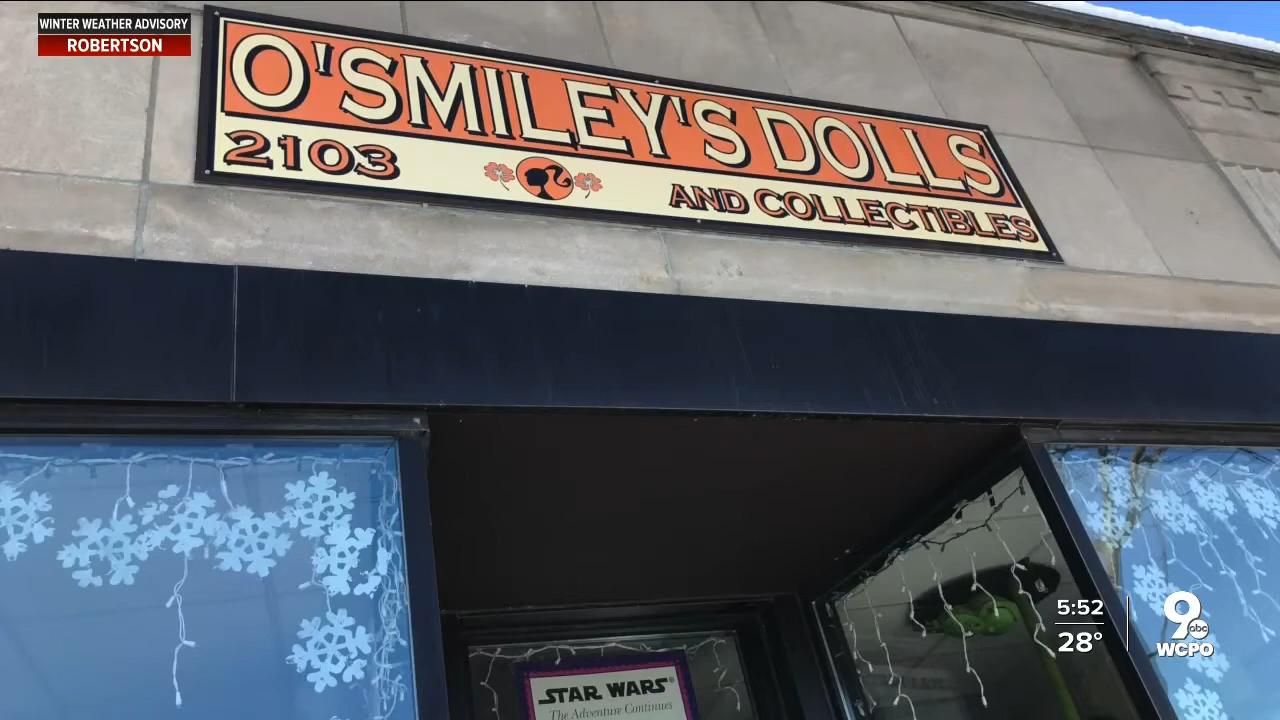 WINTER WEATHER ADVISORY
ROBERTSON
O'SMILEY'S DOLLS
2103
AND COLLECTIBLES
STAR WARS®
The Adventure Continues
5:52
28°
9
abc
WCPO